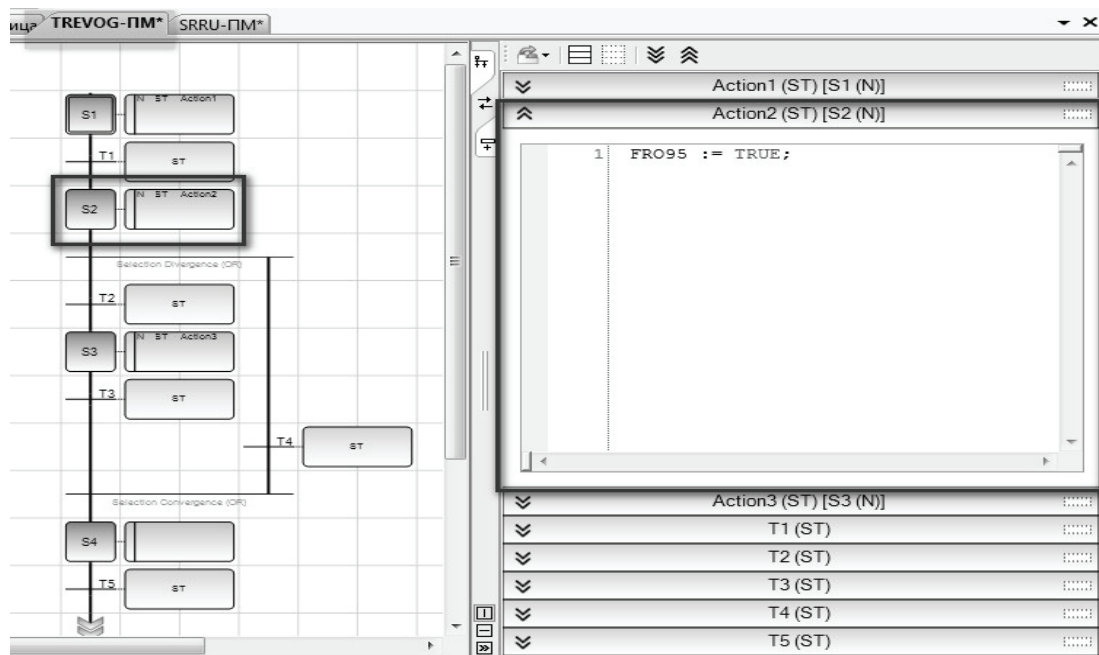 ица TREVOG-ПМ* SRRU-ПМ*
S1 N ST Action1
T1 ST
S2 N ST Action2
Selection Divergence (OR)
T2 ST
S3 N ST Action3
T3 ST
T4 ST
Selection Convergence (OR)
S4
T5 ST
Action1 (ST) [S1 (N)]
Action2 (ST) [S2 (N)]
1 FRO95 := TRUE;
Action3 (ST) [S3 (N)]
T1 (ST)
T2 (ST)
T3 (ST)
T4 (ST)
T5 (ST)